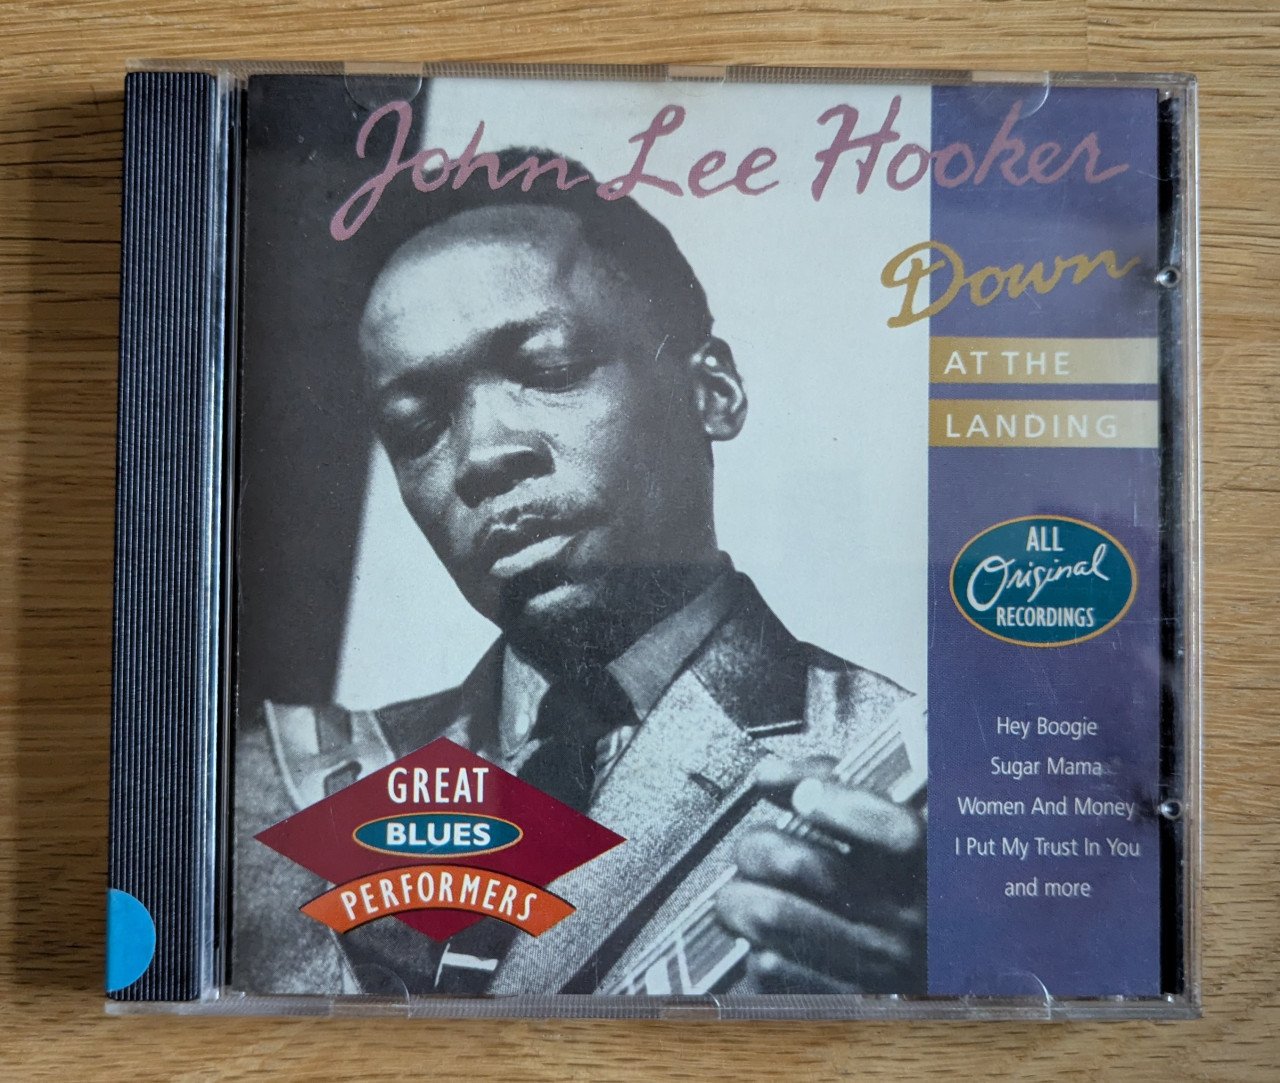 John Lee Hooker
Down
AT THE
LANDING
ALL
Original
RECORDINGS
Hey Boogie
Sugar Mama
Women And Money
I Put My Trust In You
and more
GREAT
BLUES
PERFORMERS